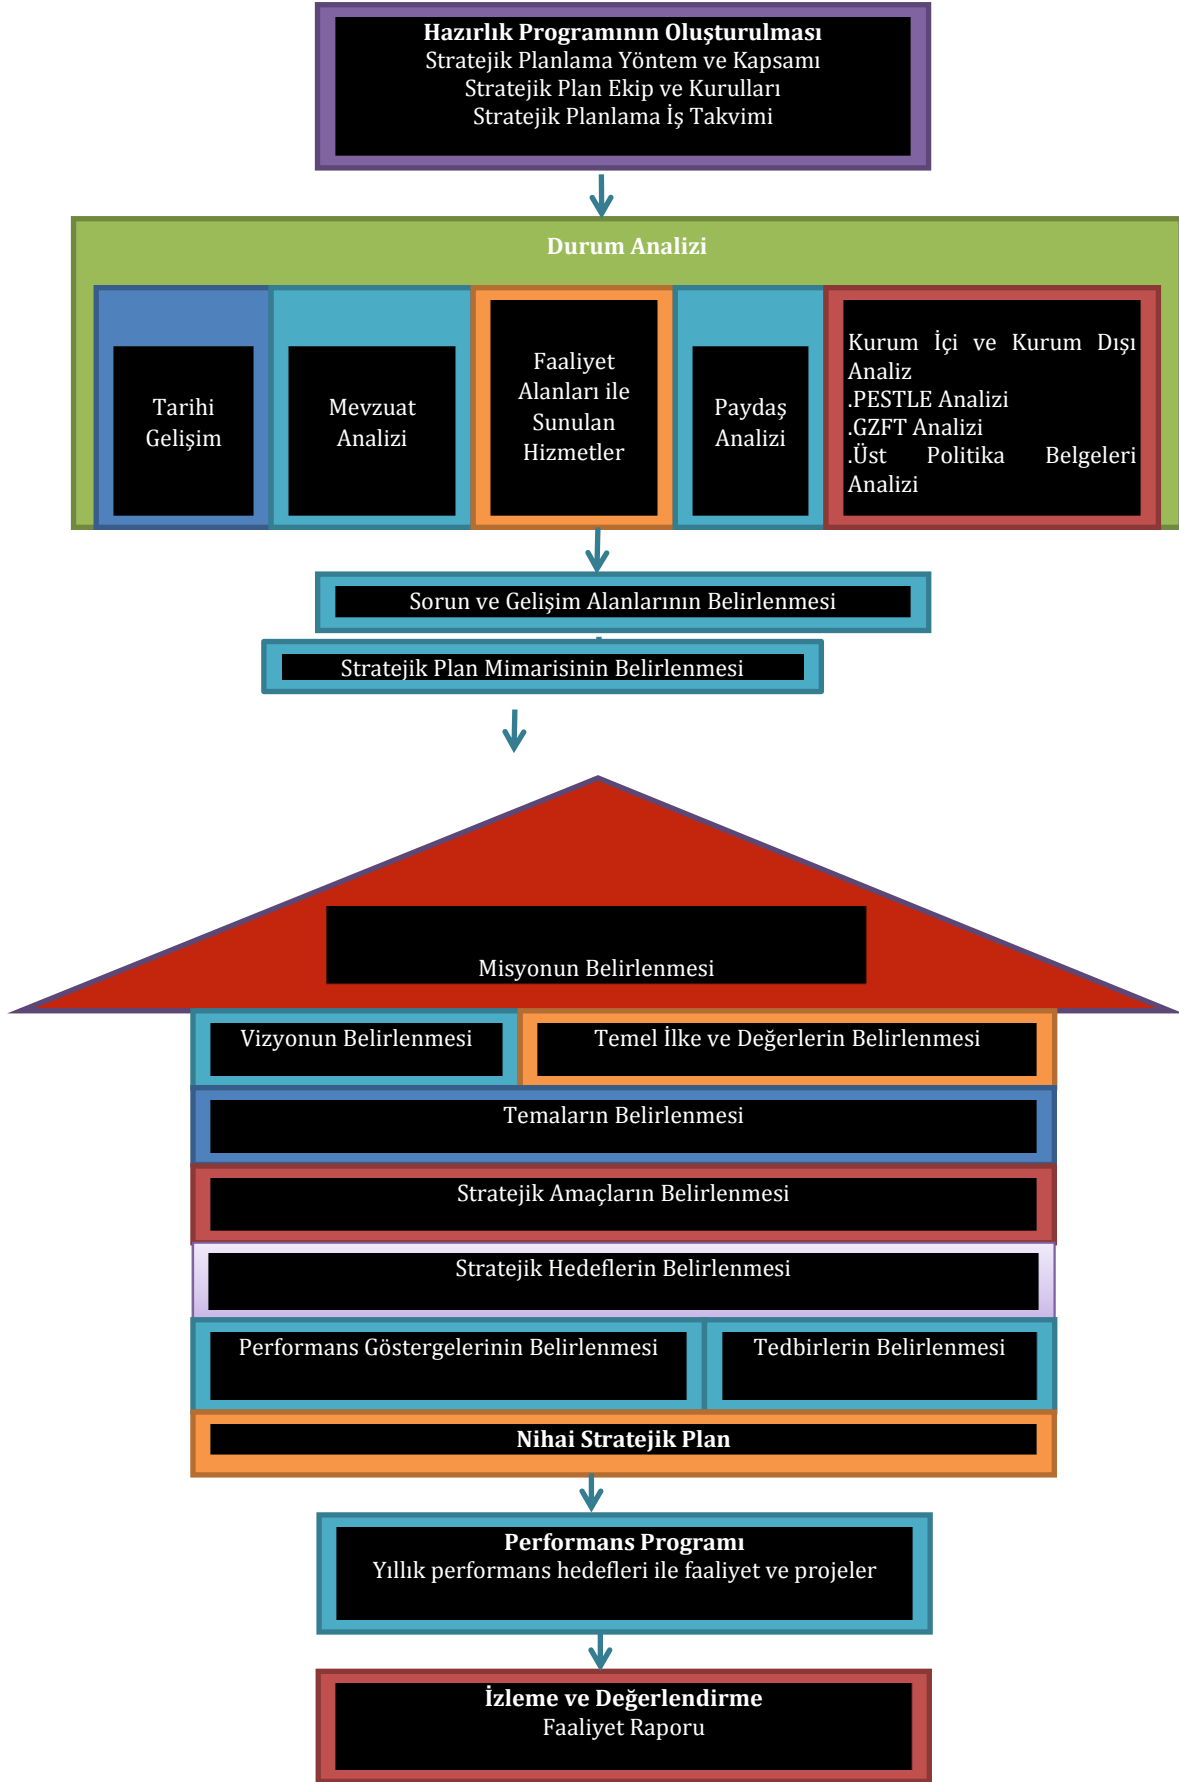 Hazırlık Programının Oluşturulması
Stratejik Planlama Yöntem ve Kapsamı
Stratejik Plan Ekip ve Kurulları
Stratejik Planlama İş Takvimi
Durum Analizi
Tarihi
Gelişim
Mevzuat
Analizi
Faaliyet
Alanları ile
Sunulan
Hizmetler
Paydaş
Analizi
Kurum İçi ve Kurum Dışı
Analiz
.PESTLE Analizi
.GZFT Analizi
.Üst Politika Belgeleri
Analizi
Sorun ve Gelişim Alanlarının Belirlenmesi
Stratejik Plan Mimarisinin Belirlenmesi
Misyonun Belirlenmesi
Vizyonun Belirlenmesi
Temel İlke ve Değerlerin Belirlenmesi
Temaların Belirlenmesi
Stratejik Amaçların Belirlenmesi
Stratejik Hedeflerin Belirlenmesi
Performans Göstergelerinin Belirlenmesi
Tedbirlerin Belirlenmesi
Nihai Stratejik Plan
Performans Programı
Yıllık performans hedefleri ile faaliyet ve projeler
İzleme ve Değerlendirme
Faaliyet Raporu